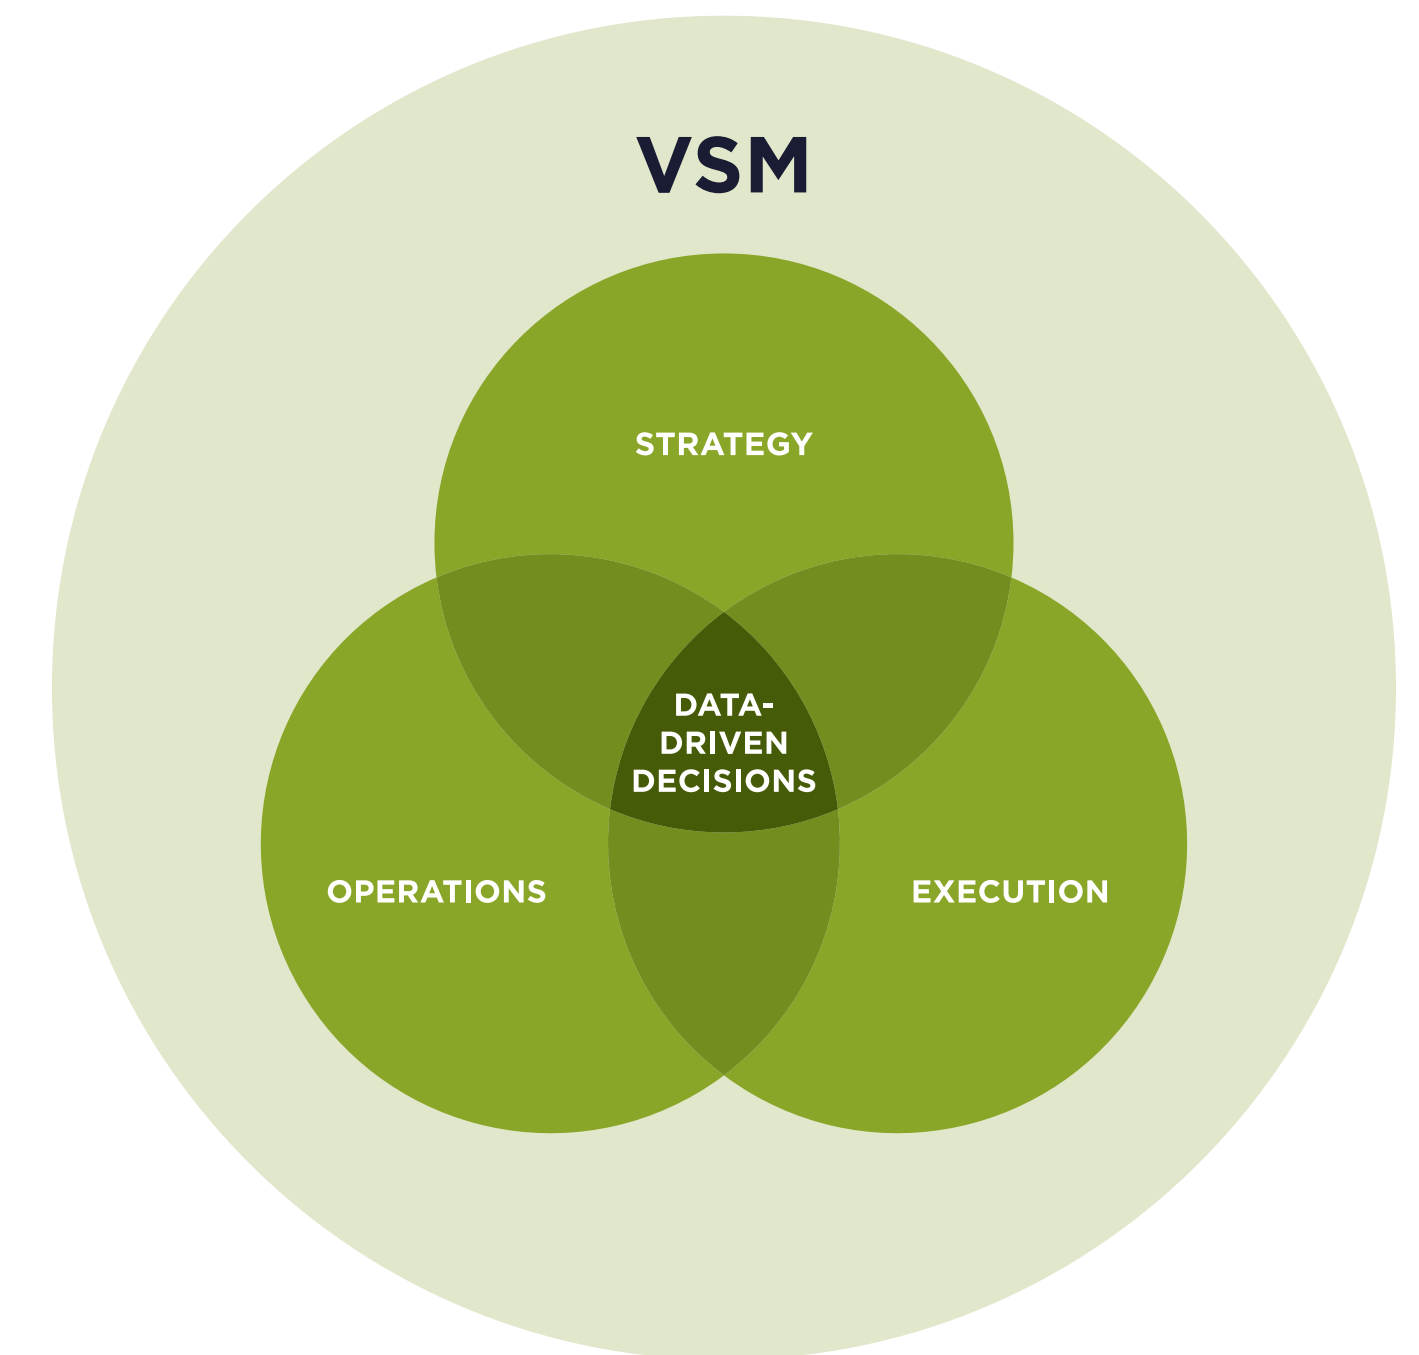 VSM
STRATEGY
DATA-
DRIVEN
DECISIONS
OPERATIONS
EXECUTION